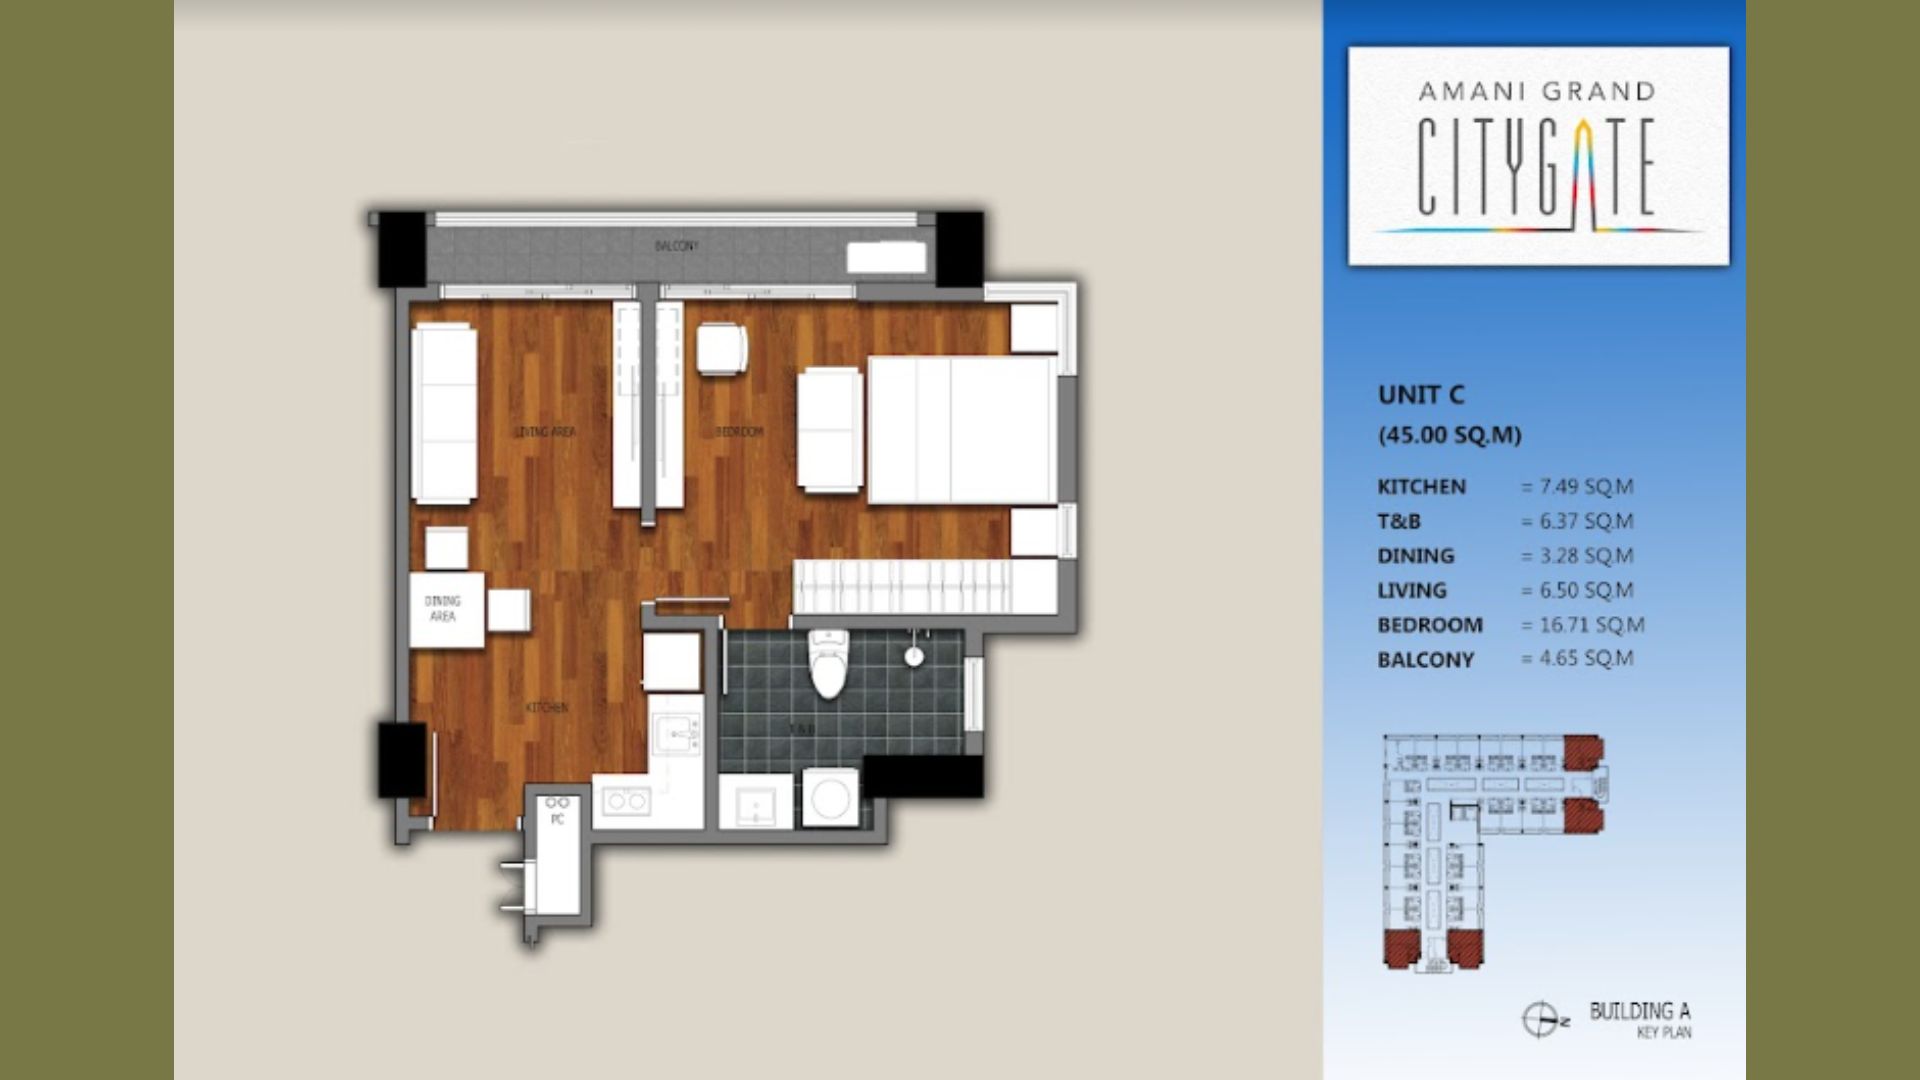 AMANI GRAND
CITYGATE
BALCONY
LIVING AREA
BEDROOM
DINING
AREA
KITCHEN
T&B
PC
UNIT C
(45.00 SQ.M)
KITCHEN = 7.49 SQ.M
T&B = 6.37 SQ.M
DINING = 3.28 SQ.M
LIVING = 6.50 SQ.M
BEDROOM = 16.71 SQ.M
BALCONY = 4.65 SQ.M
N
BUILDING A
KEY PLAN